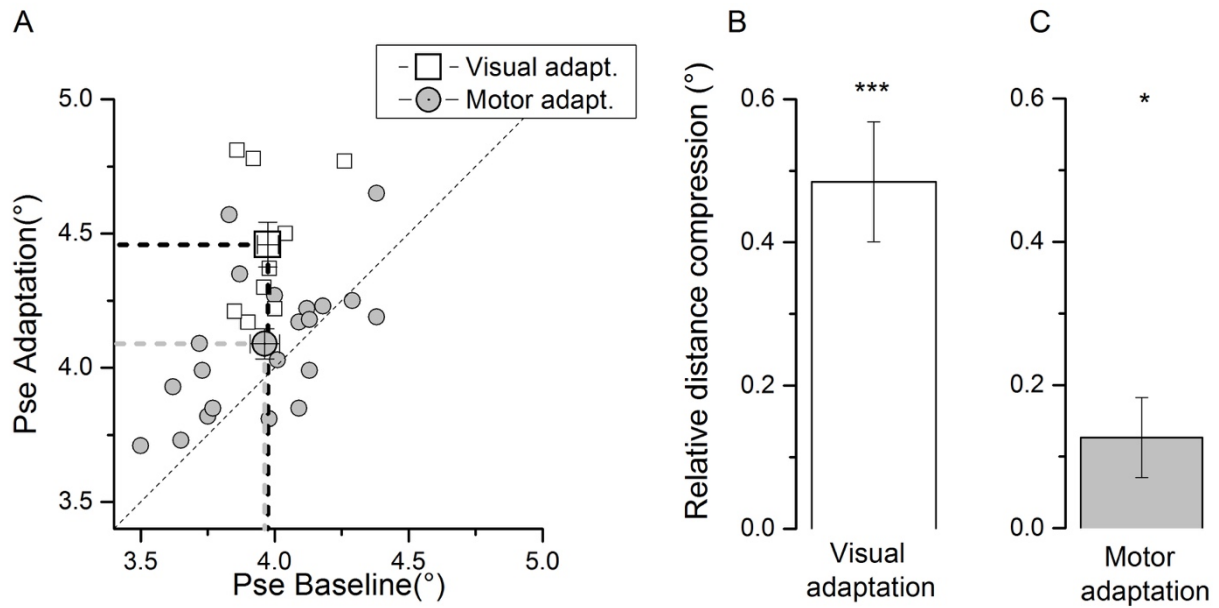 A
Visual adapt.
Motor adapt.
5.0
4.5
4.0
3.5
Pse Adaptation(°)
3.5
4.0
4.5
5.0
Pse Baseline(°)
B
Relative distance compression (°)
0.6
0.4
0.2
0.0
***
Visual
adaptation
C
0.6
0.4
0.2
0.0
*
Motor
adaptation